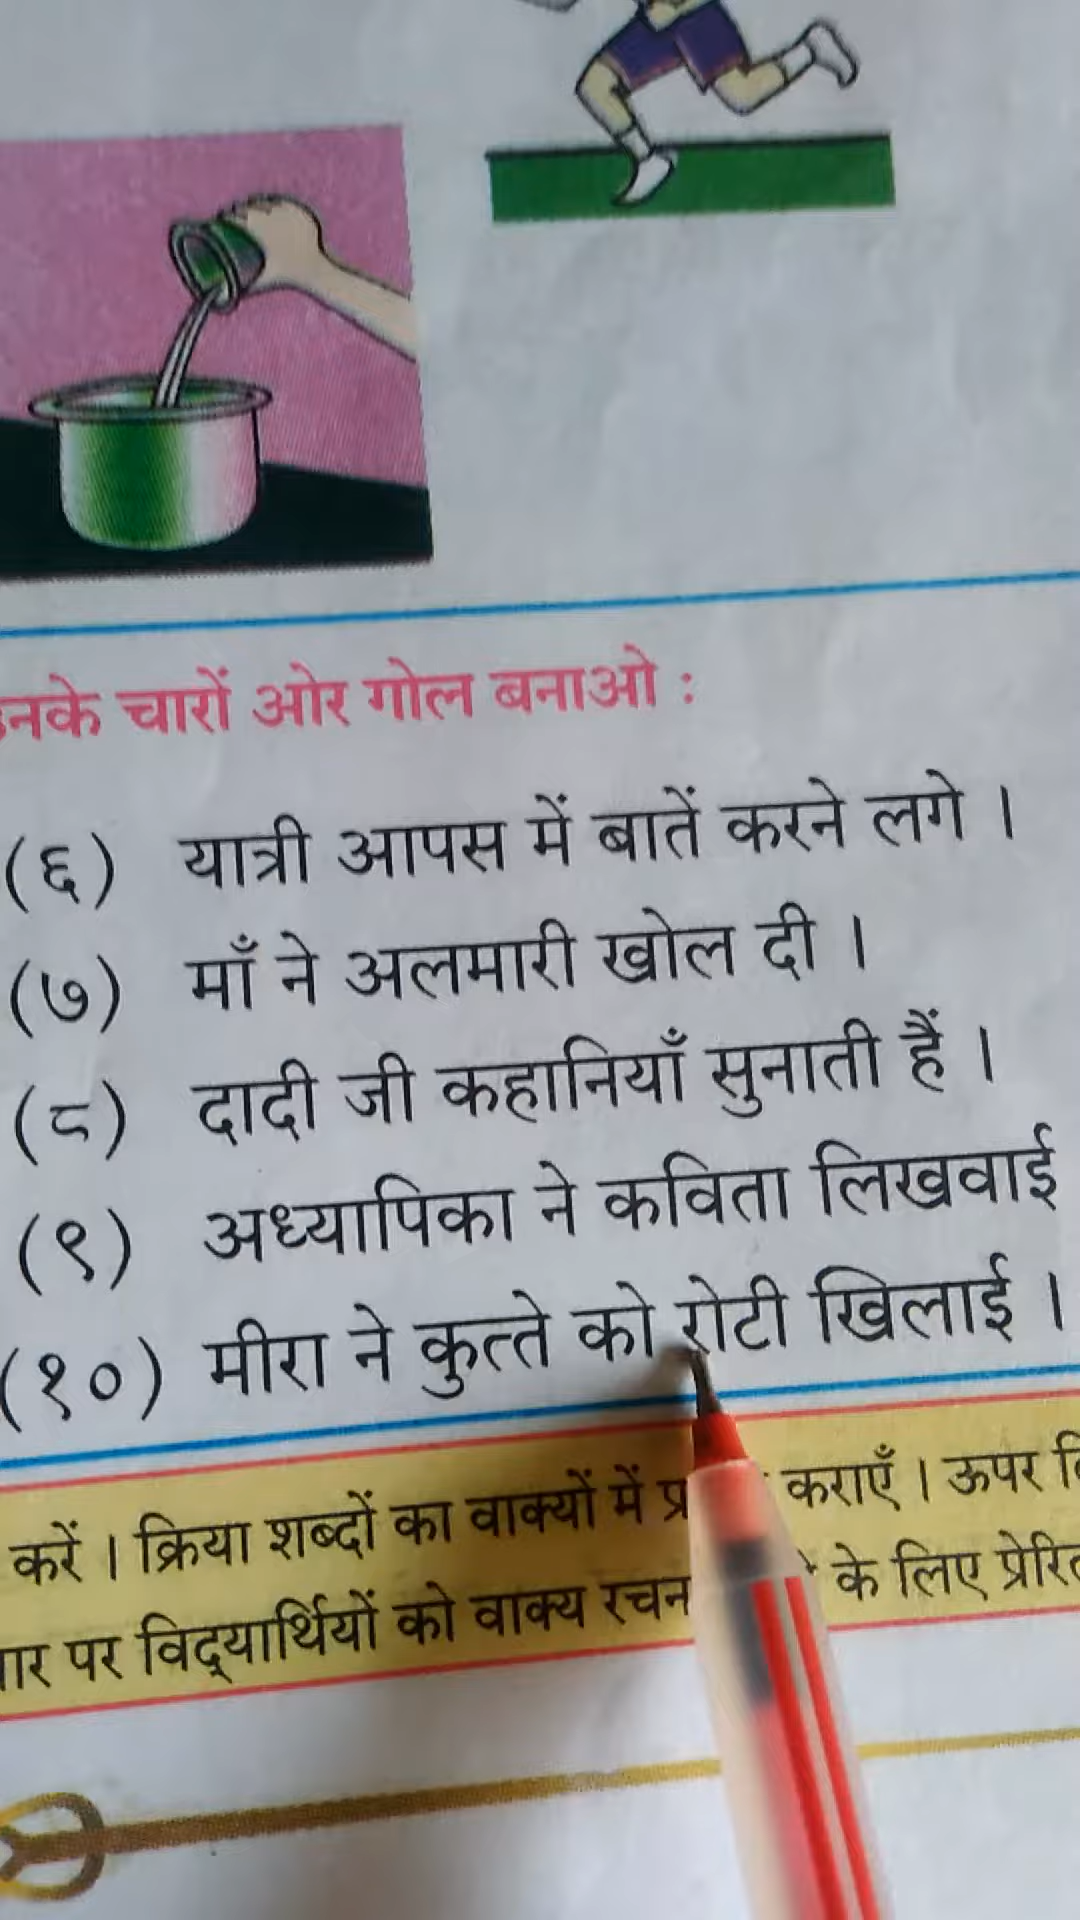 नके चारों ओर गोल बनाओ :
(६) यात्री आपस में बातें करने लगे ।
(७) माँ ने अलमारी खोल दी ।
(८) दादी जी कहानियाँ सुनाती हैं ।
(९) अध्यापिका ने कविता लिखवाई
(१०) मीरा ने कुत्ते को रोटी खिलाई ।
करें । क्रिया शब्दों का वाक्यों में कराएँ । ऊपर
पर विद्‌यार्थियों को वाक्य के लिए